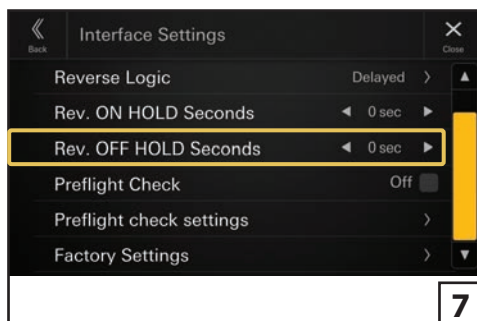 Back
Interface Settings
Close
Reverse Logic Delayed
Rev. ON HOLD Seconds 0 sec
Rev. OFF HOLD Seconds 0 sec
Preflight Check Off
Preflight check settings
Factory Settings
7